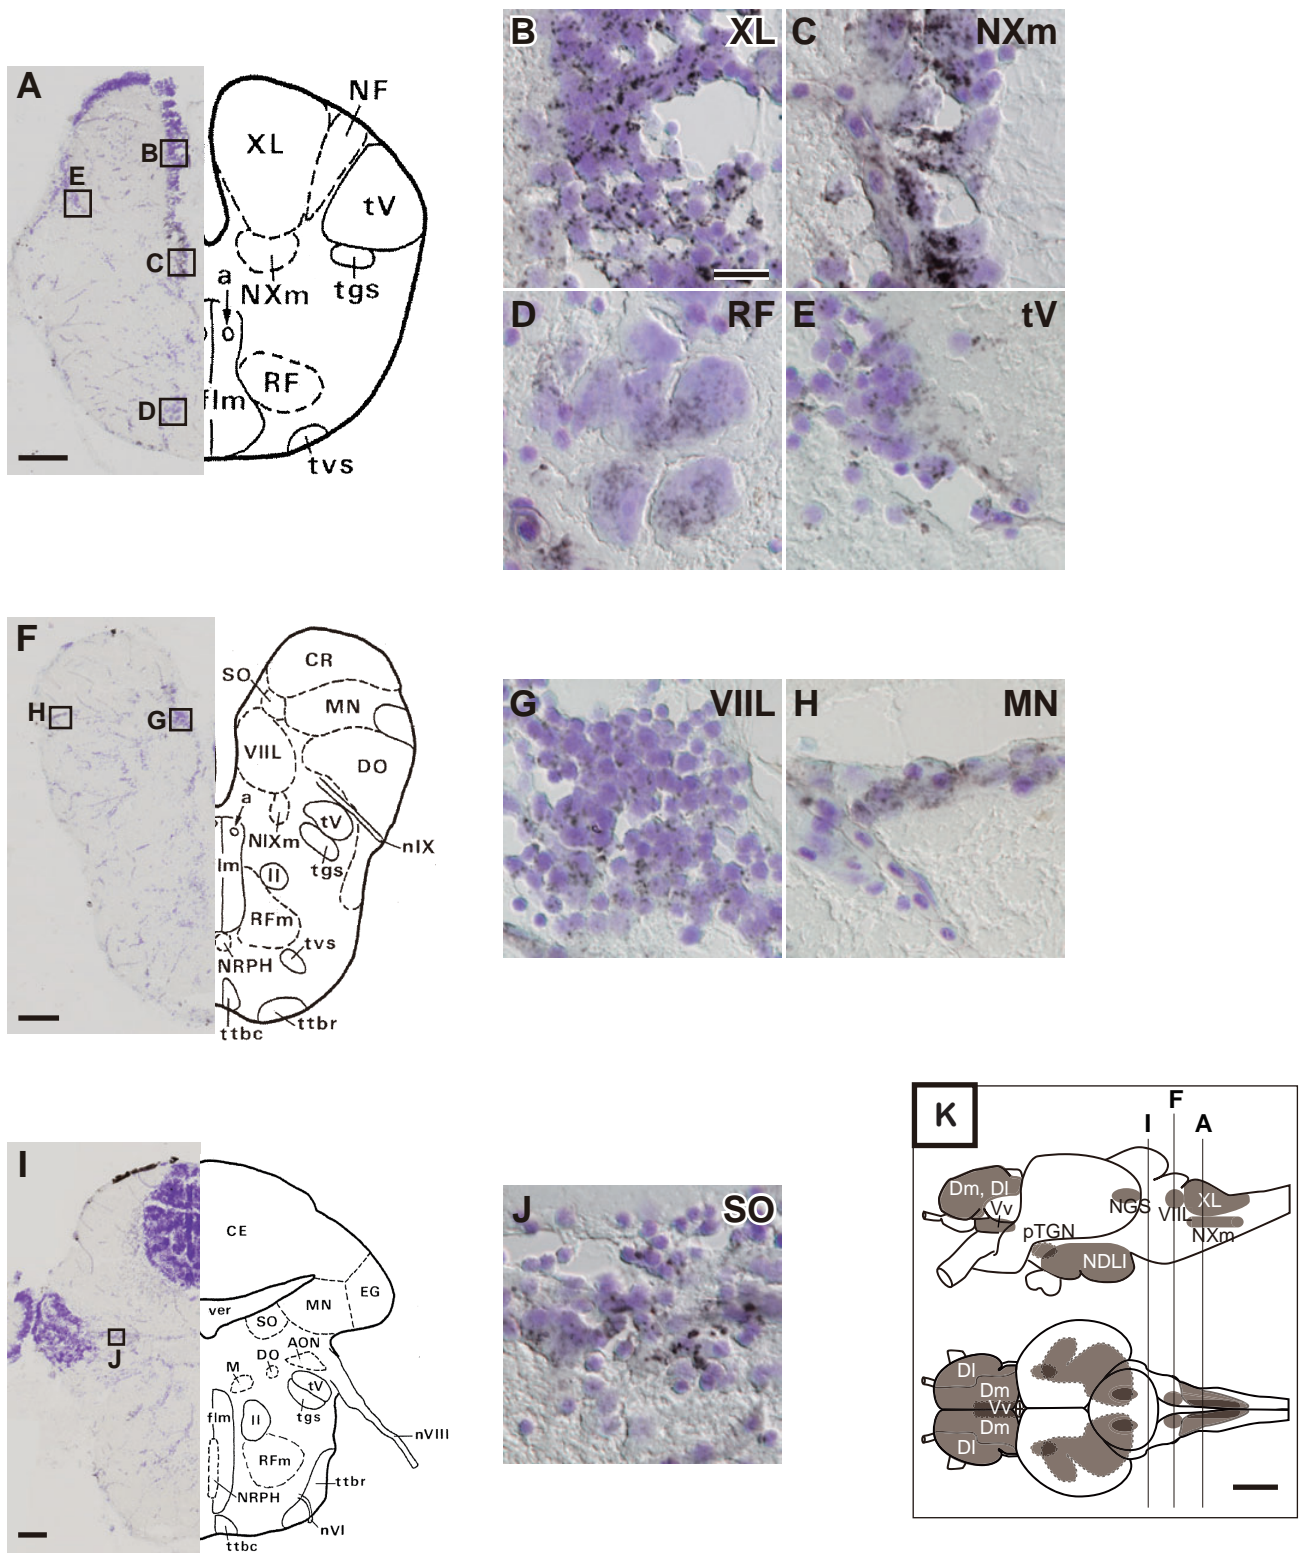 A
B
E
C
D
NF
XL
tV
NXm
tgs
a
RF
flm
tvs
B XL
C NXm
D RF
E tV
F
H
G
CR
SO
MN
VIIL
DO
a
NIXm
tV
nIX
tgs
lm
II
RFm
tvs
NRPH
ttbr
ttbc
G VIIL
H MN
I
J
CE
EG
MN
ver
SO
AON
DO
M
tV
tgs
flm
II
nVIII
RFm
ttbr
NRPH
nVI
ttbc
J SO
K
F
I A
Dm, Dl
Vv
NGS
VIIL
XL
NXm
pTGN
NDLI
Dl
Dm
Vv
Dm
Dl